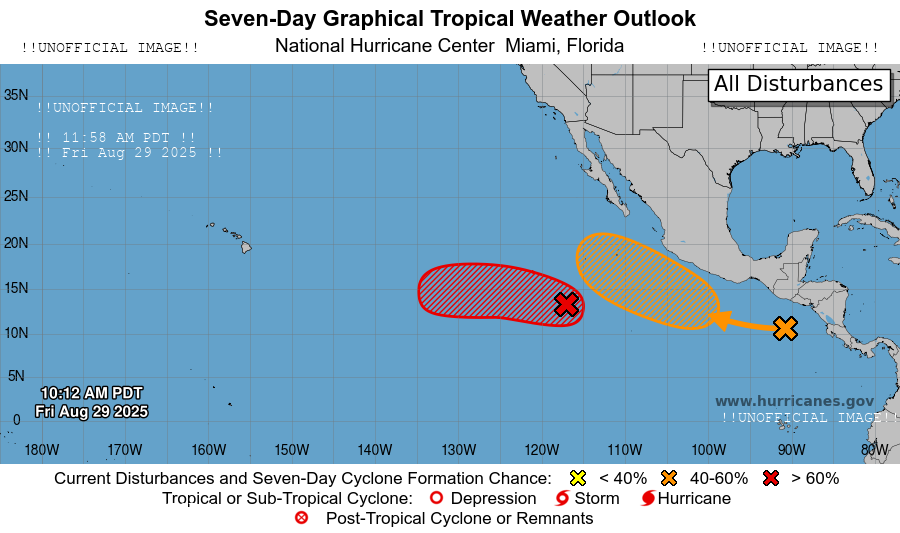 Seven-Day Graphical Tropical Weather Outlook
!!UNOFFICIAL IMAGE!! National Hurricane Center Miami, Florida !!UNOFFICIAL IMAGE!!
All Disturbances
35N
!!UNOFFICIAL IMAGE!!
!! 11:58 AM PDT !!
30N
!! Fri Aug 29 2025 !!
25N
20N
15N
10N
5N
10:12 AM PDT
Fri Aug 29 2025
www.hurricanes.gov
0
!!UNOFFICIAL IMAGE!!
180W 170W 160W 150W 140W 130W 120W 110W 100W 90W 80W
Current Disturbances and Seven-Day Cyclone Formation Chance: < 40% 40-60% > 60%
Tropical or Sub-Tropical Cyclone: Depression Storm Hurricane
Post-Tropical Cyclone or Remnants